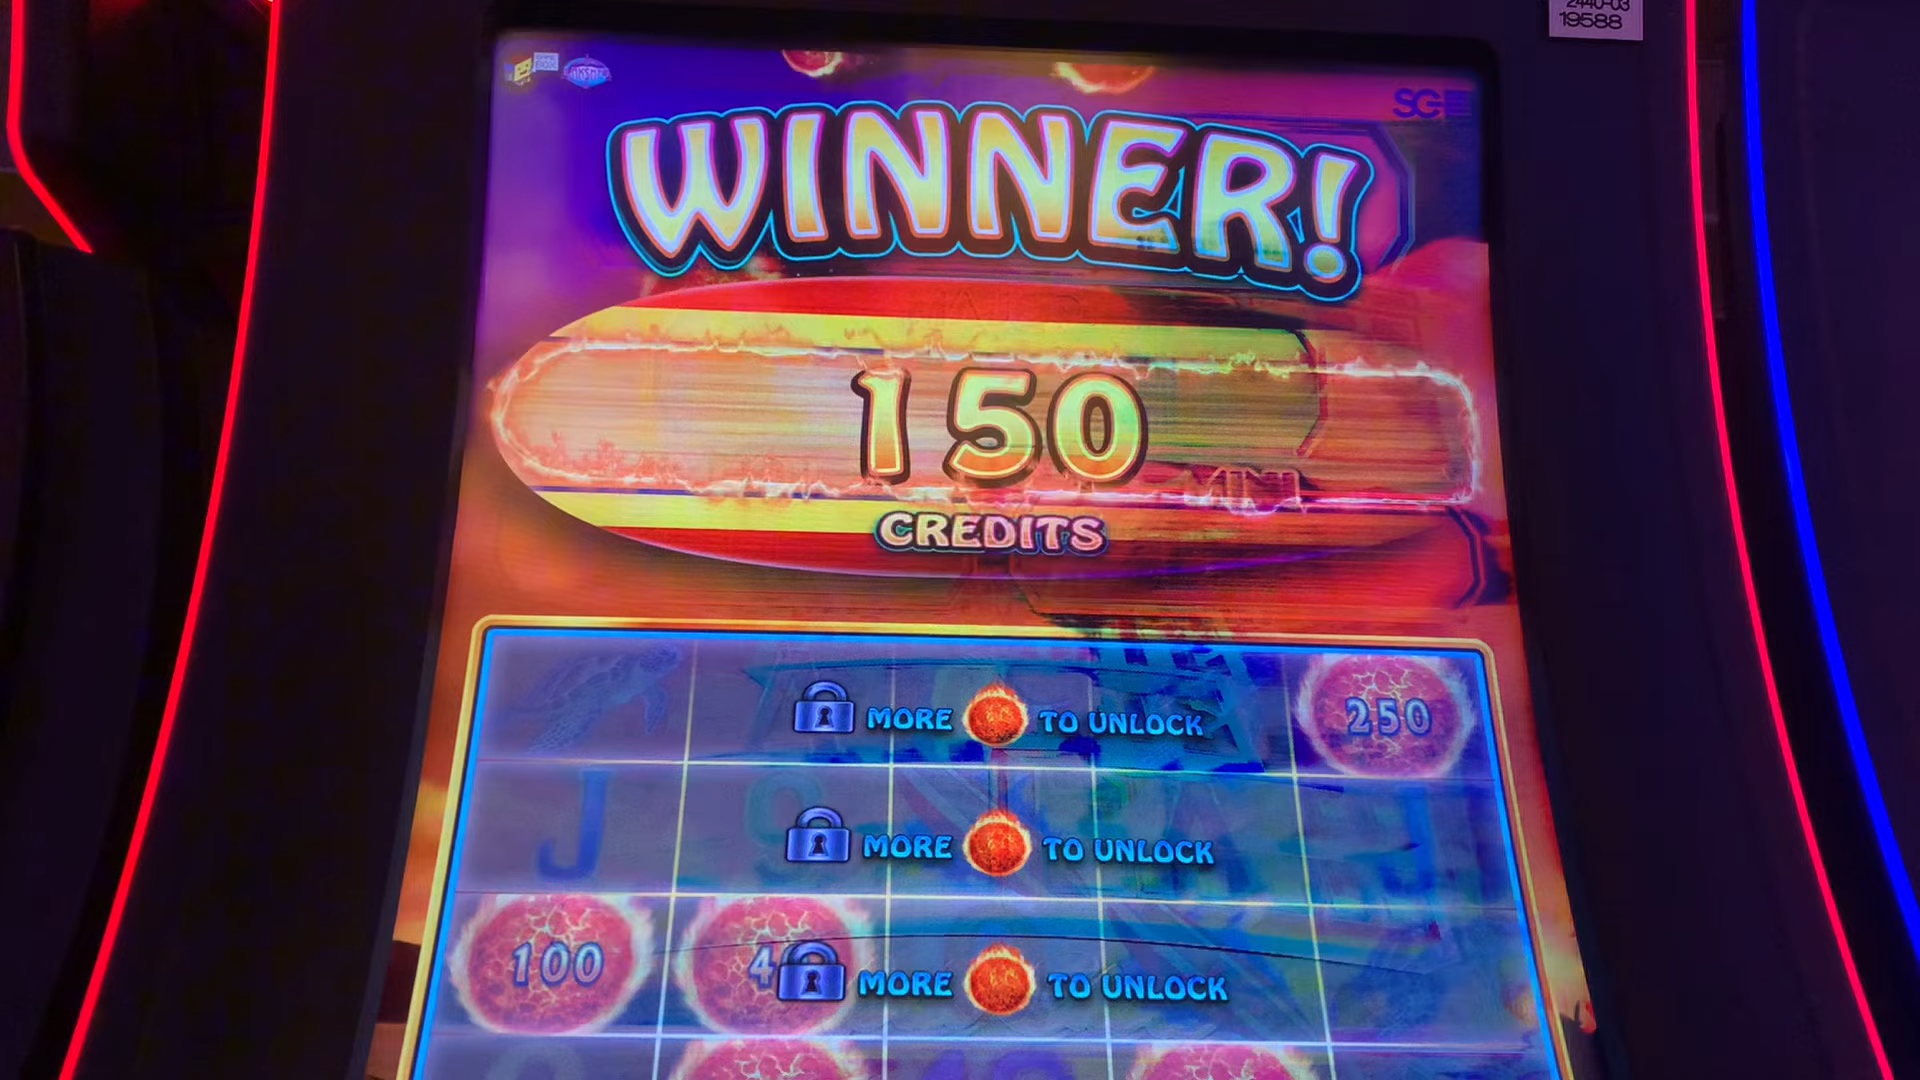 2440-03
19588
SG
WINNER!
150
MINI
CREDITS
MORE TO UNLOCK
250
J
9
MORE TO UNLOCK
J
100
4
MORE TO UNLOCK